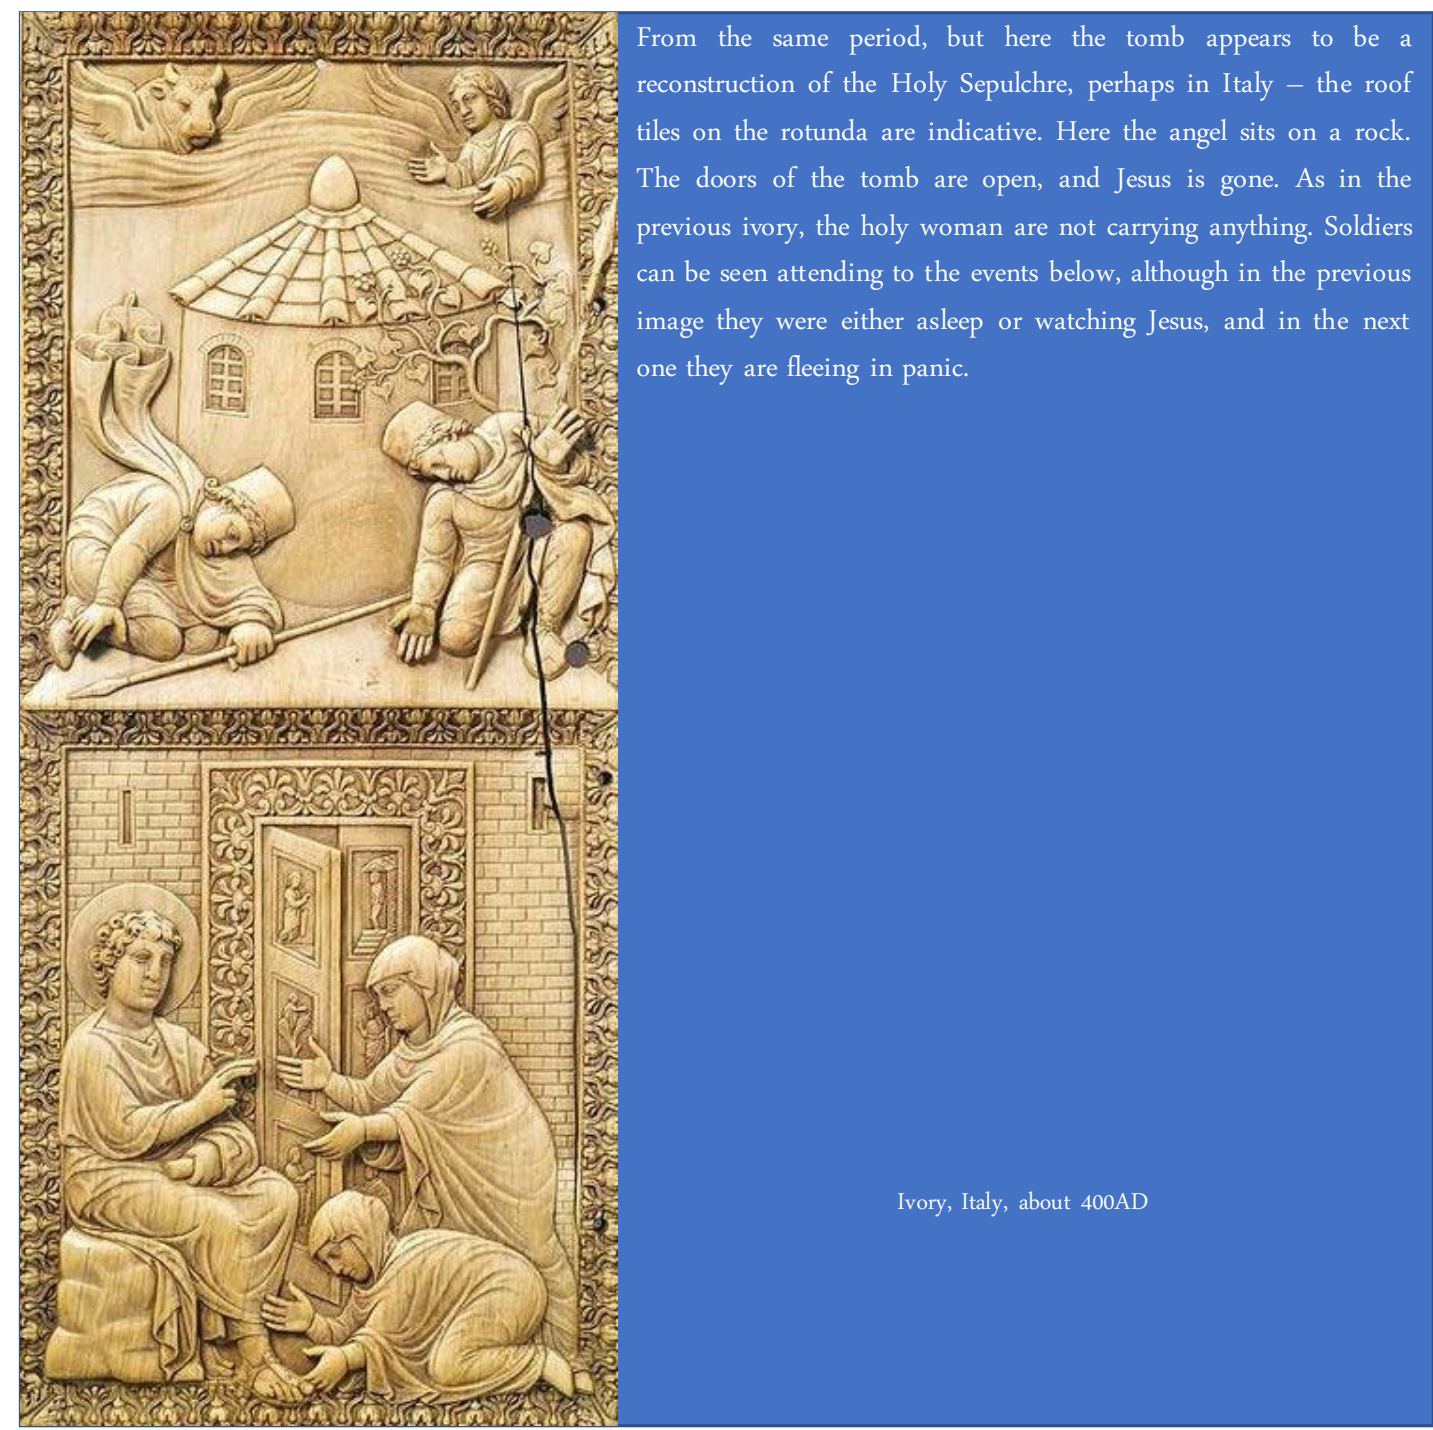 From the same period, but here the tomb appears to be a
reconstruction of the Holy Sepulchre, perhaps in Italy – the roof
tiles on the rotunda are indicative. Here the angel sits on a rock.
The doors of the tomb are open, and Jesus is gone. As in the
previous ivory, the holy woman are not carrying anything. Soldiers
can be seen attending to the events below, although in the previous
image they were either asleep or watching Jesus, and in the next
one they are fleeing in panic.
Ivory, Italy, about 400AD